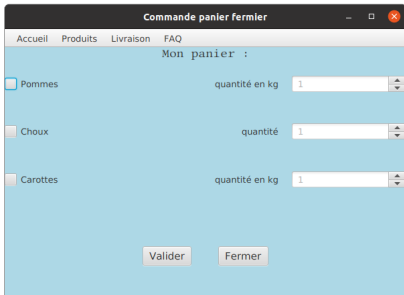 Commande panier fermier
Accueil Produits Livraison FAQ
Mon panier :
Pommes quantité en kg 1
Choux quantité 1
Carottes quantité en kg 1
Valider Fermer